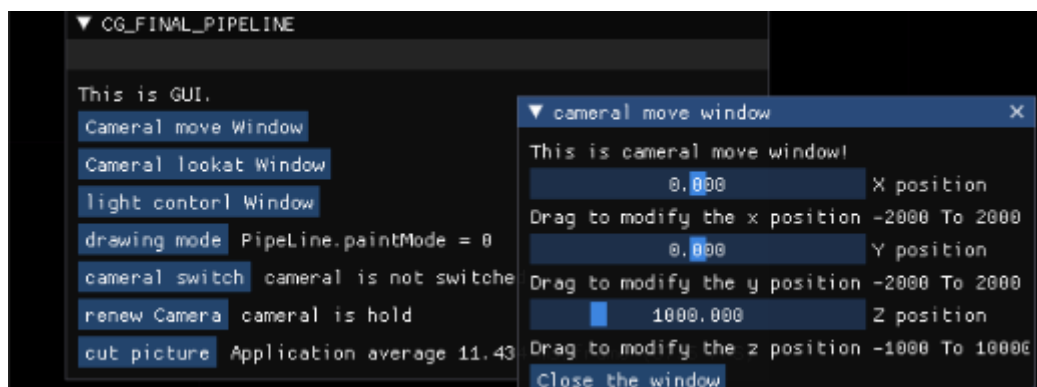 ▼ CG_FINAL_PIPELINE
This is GUI.
Cameral move Window
Cameral lookat Window
light contorl Window
drawing mode PipeLine.paintMode = 0
cameral switch cameral is not switche
renew Camera cameral is hold
cut picture Application average 11.43
▼ cameral move window ×
This is cameral move window!
0.000 X position
Drag to modify the x position -2000 To 2000
0.000 Y position
Drag to modify the y position -2000 To 2000
1000.000 Z position
Drag to modify the z position -1000 To 10000
Close the window